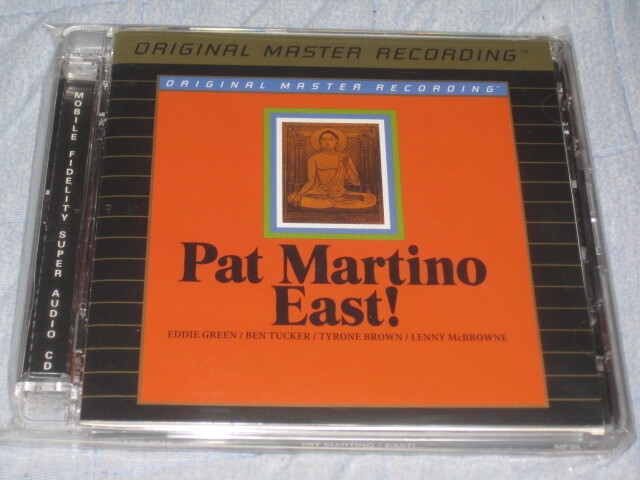 ORIGINAL MASTER RECORDING™
ORIGINAL MASTER RECORDING™
MOBILE FIDELITY SUPER AUDIO CD
Pat Martino
East!
EDDIE GREEN / BEN TUCKER / TYRONE BROWN / LENNY McBROWNE
PAT MARTINO / EAST!